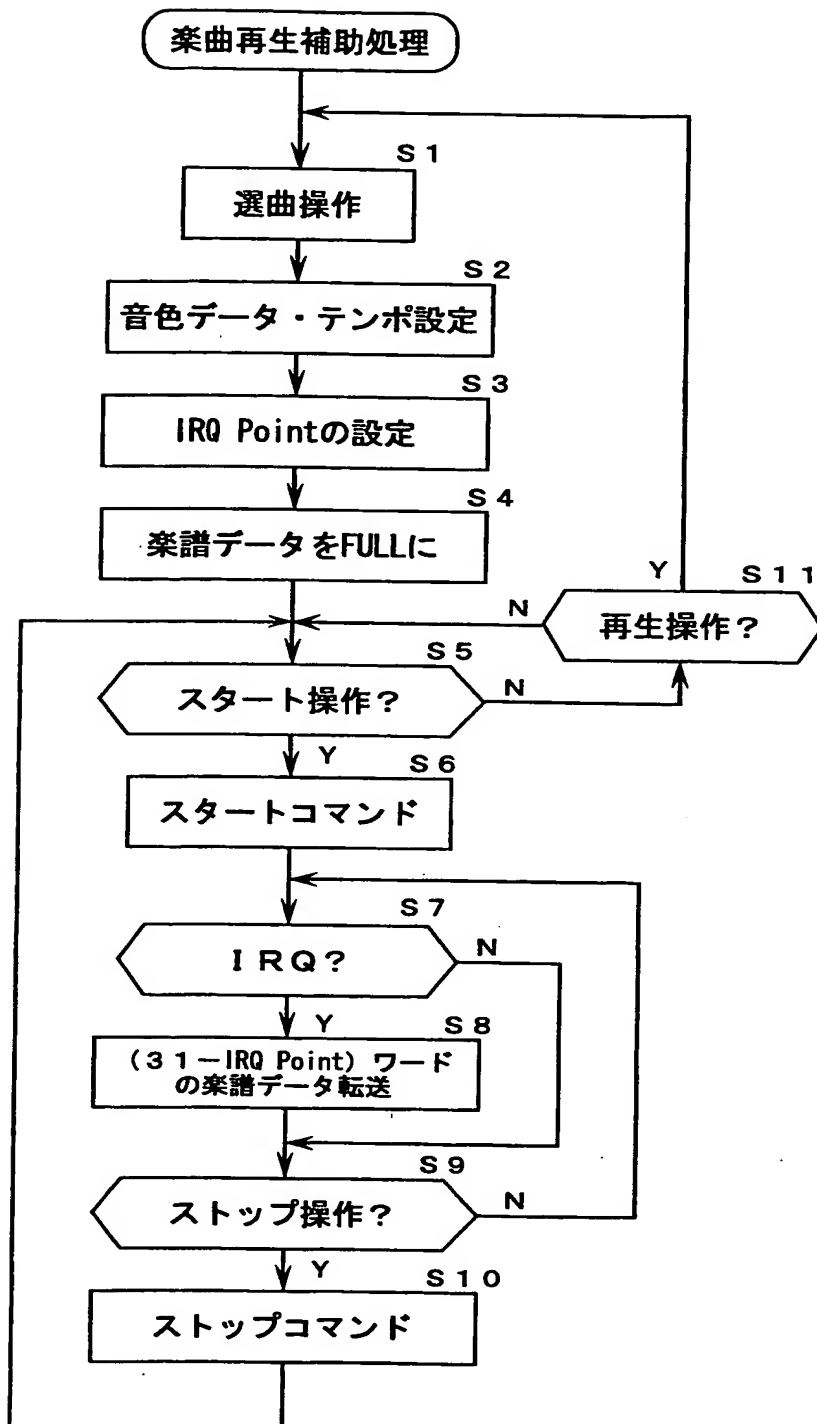 楽曲再生補助処理
S1
選曲操作
S2
音色データ・テンポ設定
S3
IRQ Pointの設定
S4
楽譜データをFULLに
Y
S11
N
再生操作？
S5
スタート操作？
N
Y
S6
スタートコマンド
S7
IRQ？
N
Y
S8
（31－IRQ Point）ワード
の楽譜データ転送
S9
ストップ操作？
N
Y
S10
ストップコマンド